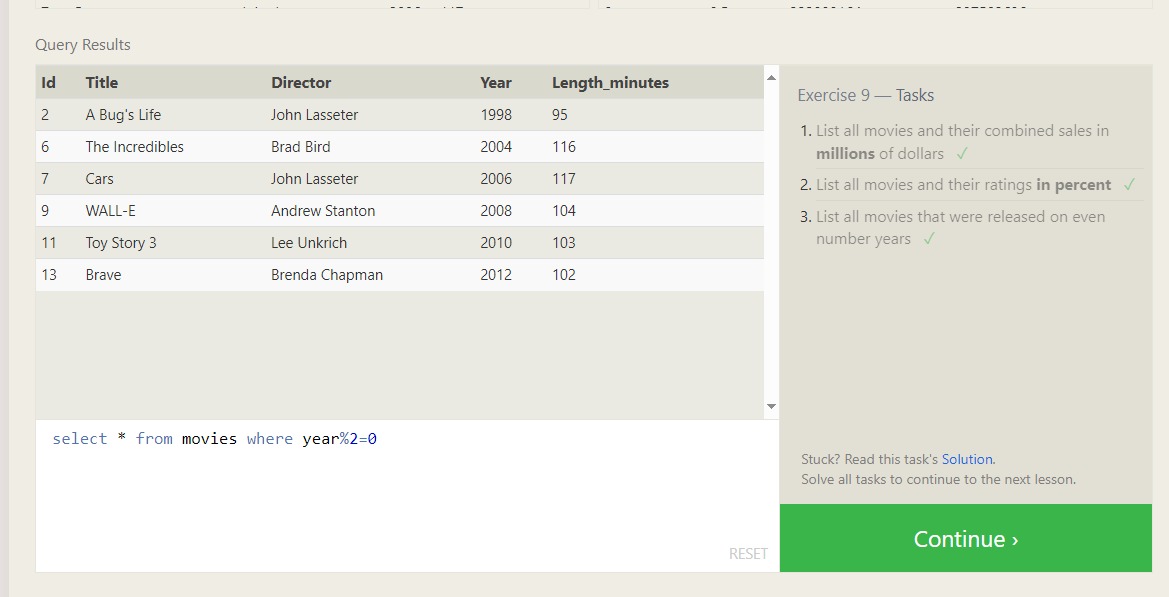 Query Results
Id Title Director Year Length_minutes
2 A Bug's Life John Lasseter 1998 95
6 The Incredibles Brad Bird 2004 116
7 Cars John Lasseter 2006 117
9 WALL-E Andrew Stanton 2008 104
11 Toy Story 3 Lee Unkrich 2010 103
13 Brave Brenda Chapman 2012 102
select * from movies where year%2=0
RESET
Exercise 9 — Tasks
1. List all movies and their combined sales in
millions of dollars ✓
2. List all movies and their ratings in percent ✓
3. List all movies that were released on even
number years ✓
Stuck? Read this task's Solution.
Solve all tasks to continue to the next lesson.
Continue ›